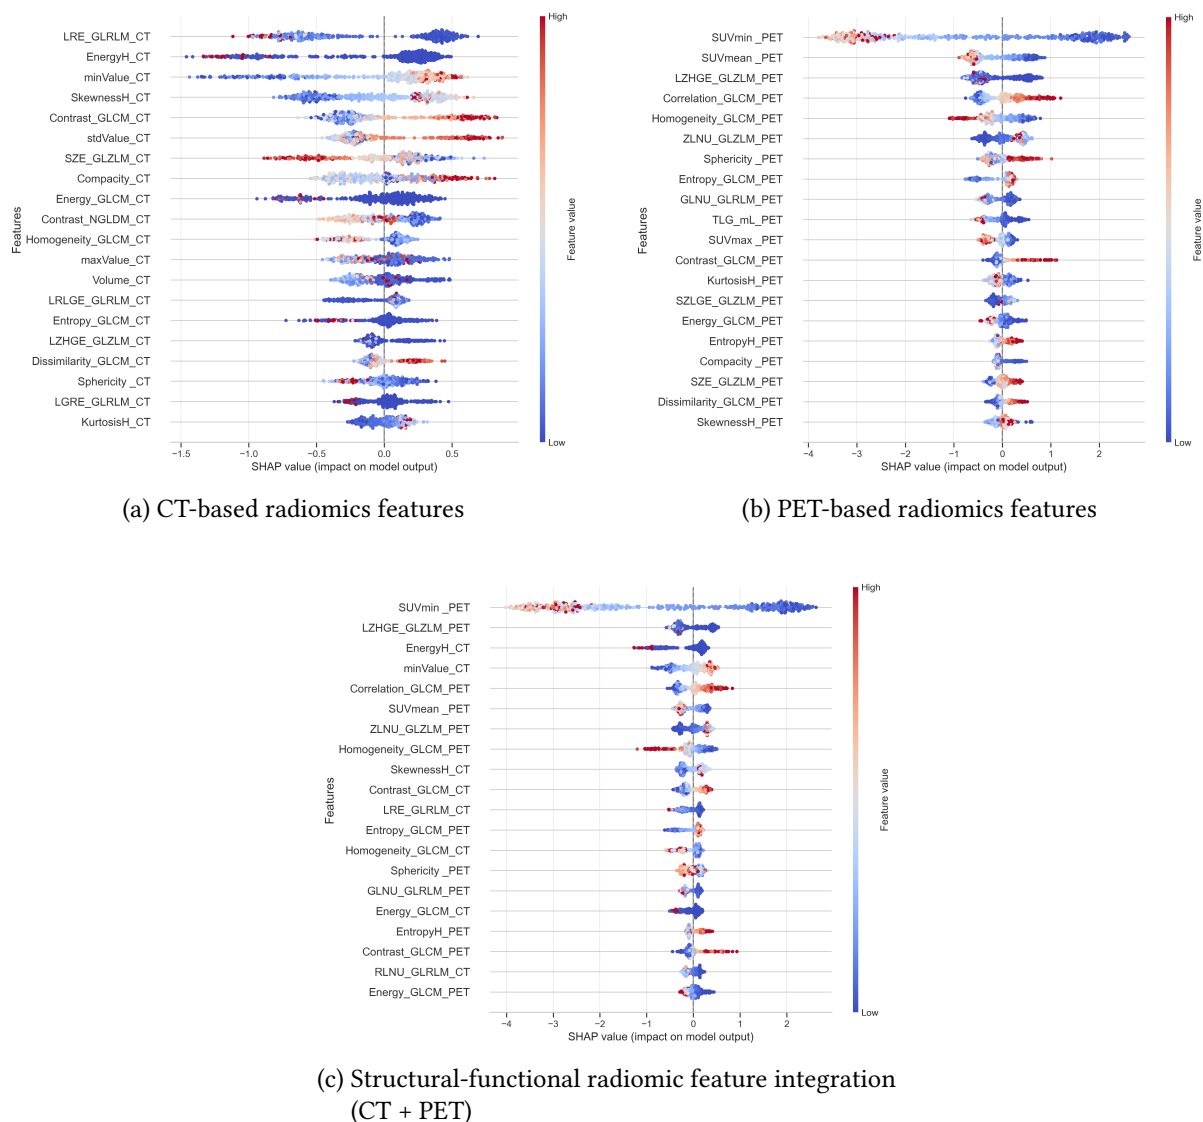 High
LRE_GLRLM_CT
EnergyH_CT
minValue_CT
SkewnessH_CT
Contrast_GLCM_CT
stdValue_CT
SZE_GLZLM_CT
Compacity_CT
Energy_GLCM_CT
Contrast_NGLDM_CT
Homogeneity_GLCM_CT
maxValue_CT
Volume_CT
LRLGE_GLRLM_CT
Entropy_GLCM_CT
LZHGE_GLZLM_CT
Dissimilarity_GLCM_CT
Sphericity _CT
LGRE_GLRLM_CT
KurtosisH_CT
Features
Feature value
Low
−1.5 −1.0 −0.5 0.0 0.5
SHAP value (impact on model output)
(a) CT-based radiomics features
High
SUVmin _PET
SUVmean _PET
LZHGE_GLZLM_PET
Correlation_GLCM_PET
Homogeneity_GLCM_PET
ZLNU_GLZLM_PET
Sphericity _PET
Entropy_GLCM_PET
GLNU_GLRLM_PET
TLG_mL_PET
SUVmax _PET
Contrast_GLCM_PET
KurtosisH_PET
SZLGE_GLZLM_PET
Energy_GLCM_PET
EntropyH_PET
Compacity _PET
SZE_GLZLM_PET
Dissimilarity_GLCM_PET
SkewnessH_PET
Features
Feature value
Low
−4 −3 −2 −1 0 1 2
SHAP value (impact on model output)
(b) PET-based radiomics features
High
SUVmin _PET
LZHGE_GLZLM_PET
EnergyH_CT
minValue_CT
Correlation_GLCM_PET
SUVmean _PET
ZLNU_GLZLM_PET
Homogeneity_GLCM_PET
SkewnessH_CT
Contrast_GLCM_CT
LRE_GLRLM_CT
Entropy_GLCM_PET
Homogeneity_GLCM_CT
Sphericity _PET
GLNU_GLRLM_PET
Energy_GLCM_CT
EntropyH_PET
Contrast_GLCM_PET
RLNU_GLRLM_CT
Energy_GLCM_PET
Features
Feature value
Low
−4 −3 −2 −1 0 1 2
SHAP value (impact on model output)
(c) Structural-functional radiomic feature integration
(CT + PET)